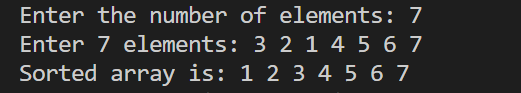 Enter the number of elements: 7
Enter 7 elements: 3 2 1 4 5 6 7
Sorted array is: 1 2 3 4 5 6 7